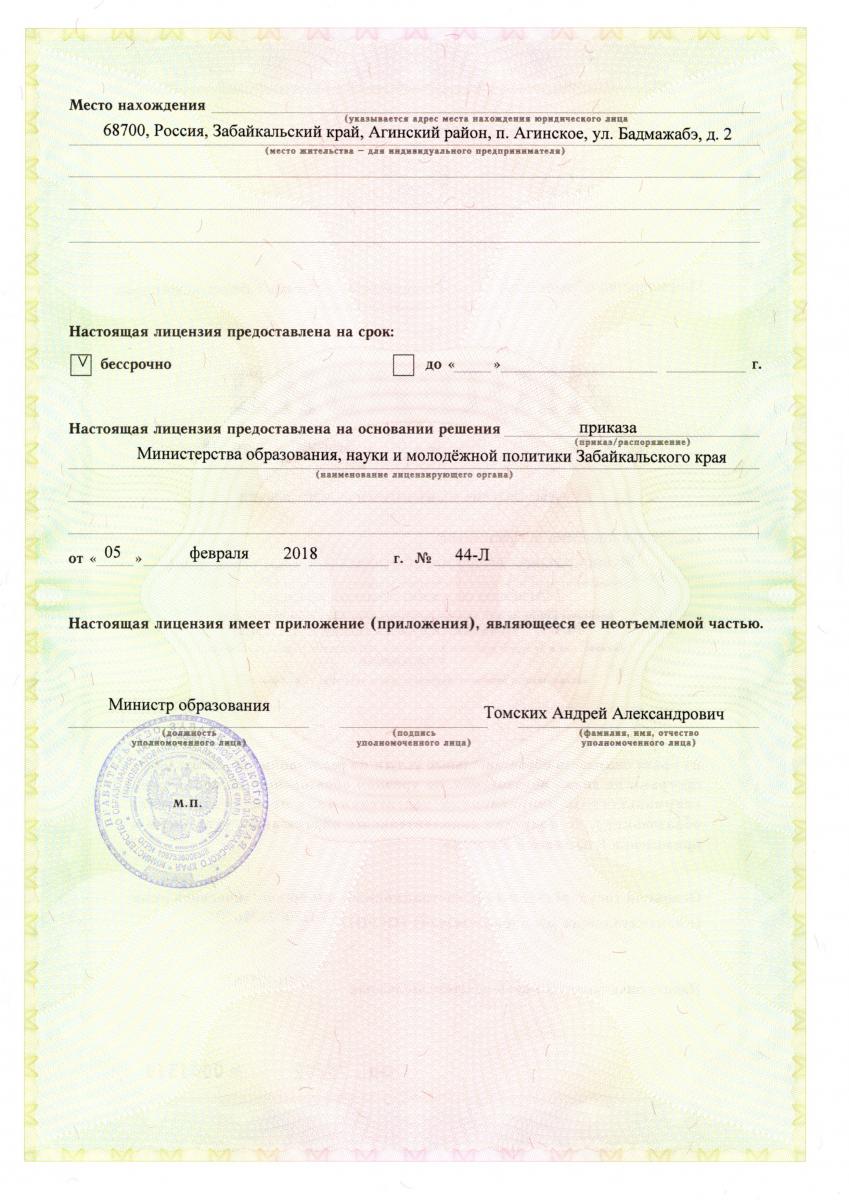 Место нахождения
(указывается адрес места нахождения юридического лица
68700, Россия, Забайкальский край, Агинский район, п. Агинское, ул. Бадмажабэ, д. 2
(место жительства – для индивидуального предпринимателя)
Настоящая лицензия предоставлена на срок:
V бессрочно до « » г.
Настоящая лицензия предоставлена на основании решения приказа
(приказ/распоряжение)
Министерства образования, науки и молодёжной политики Забайкальского края
(наименование лицензирующего органа)
от « 05 » февраля 2018 г. № 44-Л
Настоящая лицензия имеет приложение (приложения), являющееся ее неотъемлемой частью.
Министр образования Томских Андрей Александрович
(должность (подпись (фамилия, имя, отчество
уполномоченного лица) уполномоченного лица) уполномоченного лица)
ПРАВИТЕЛЬСТВО ЗАБАЙКАЛЬСКОГО КРАЯ
М.П.